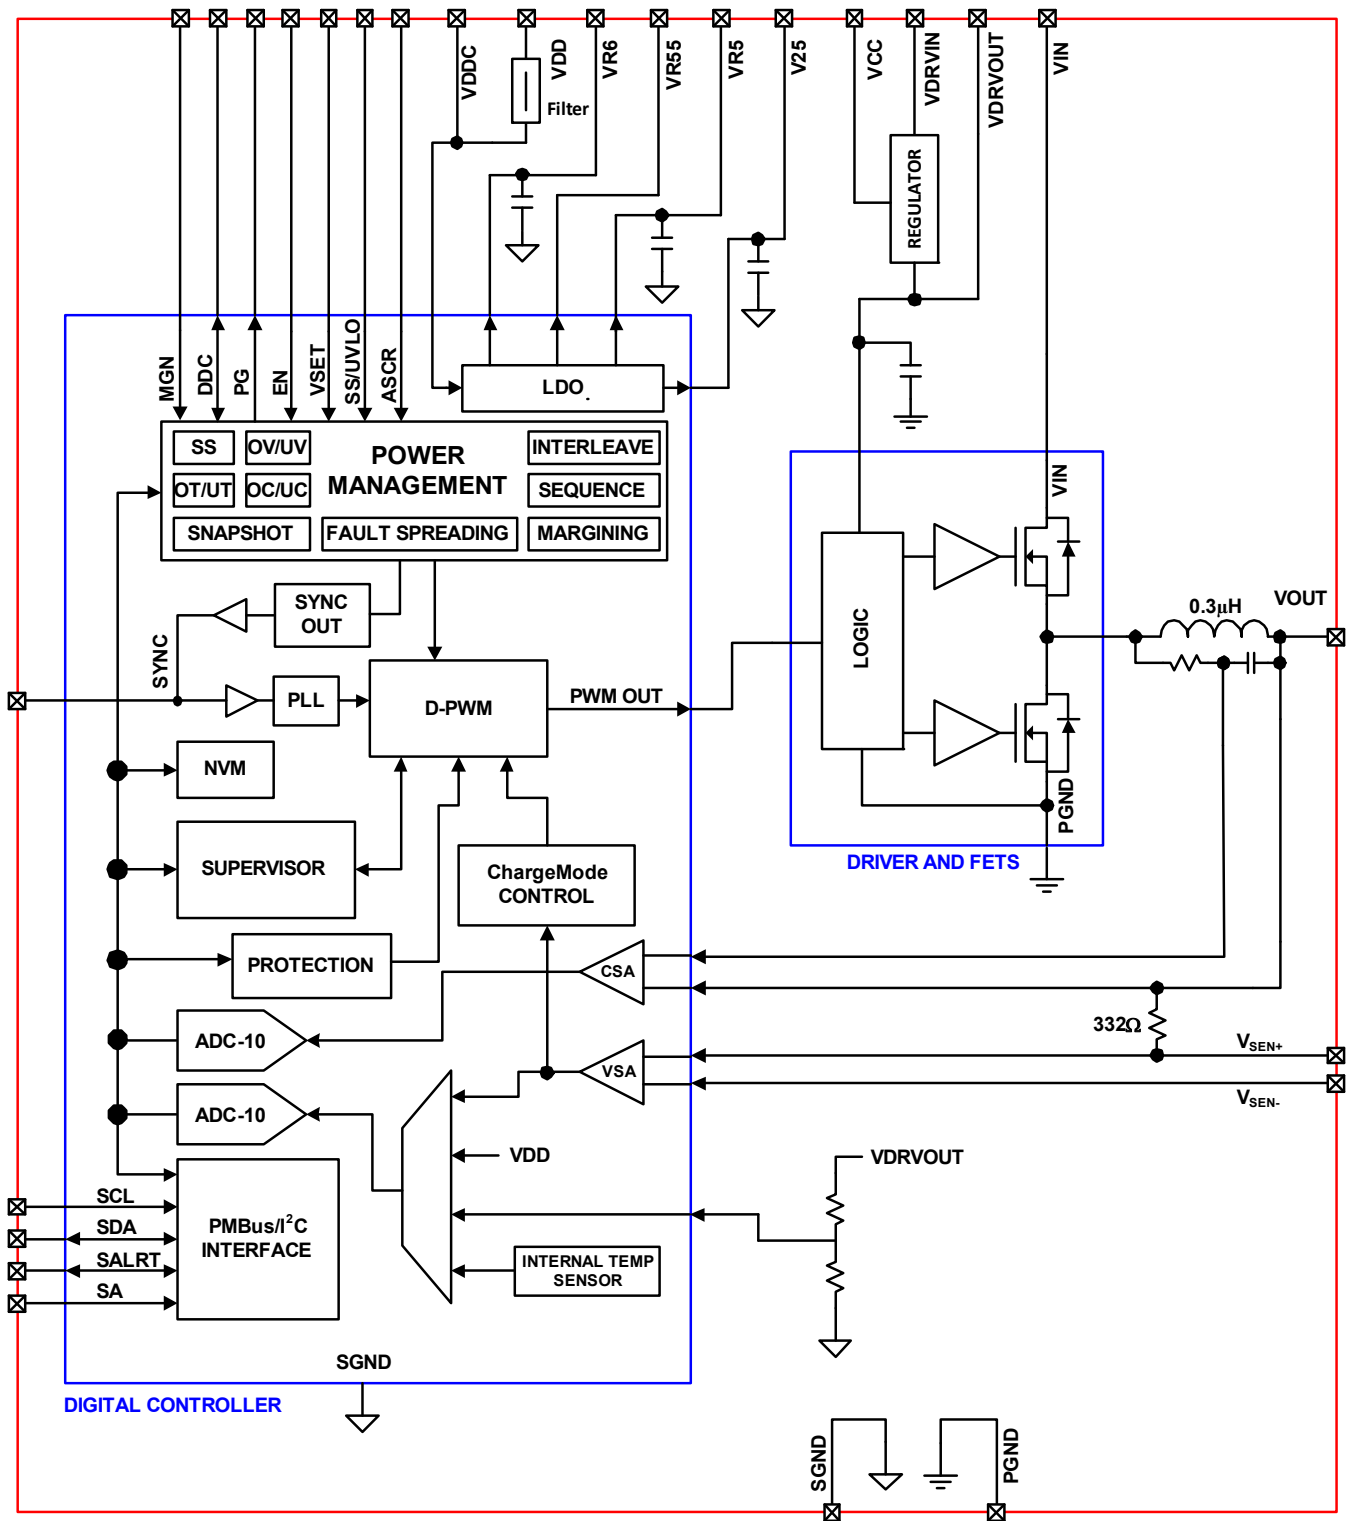 VDDC
VDD
VR6
VR55
VR5
V25
VCC
VDRVIN
VDRVOUT
VIN
Filter
REGULATOR
MGN
DDC
PG
EN
VSET
SS/UVLO
ASCR
LDO
POWER
MANAGEMENT
SS
OV/UV
INTERLEAVE
OT/UT
OC/UC
SEQUENCE
SNAPSHOT
FAULT SPREADING
MARGINING
VIN
SYNC
OUT
LOGIC
0.3µH
VOUT
SYNC
PLL
D-PWM
PWM OUT
NVM
PGND
SUPERVISOR
ChargeMode
CONTROL
DRIVER AND FETS
PROTECTION
CSA
332Ω
ADC-10
VSA
VSEN+
VSEN-
ADC-10
VDD
VDRVOUT
SCL
SDA
SALRT
SA
PMBus/I²C
INTERFACE
INTERNAL TEMP
SENSOR
SGND
DIGITAL CONTROLLER
SGND
PGND